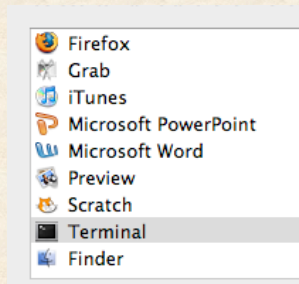 Firefox
Grab
iTunes
Microsoft PowerPoint
Microsoft Word
Preview
Scratch
Terminal
Finder